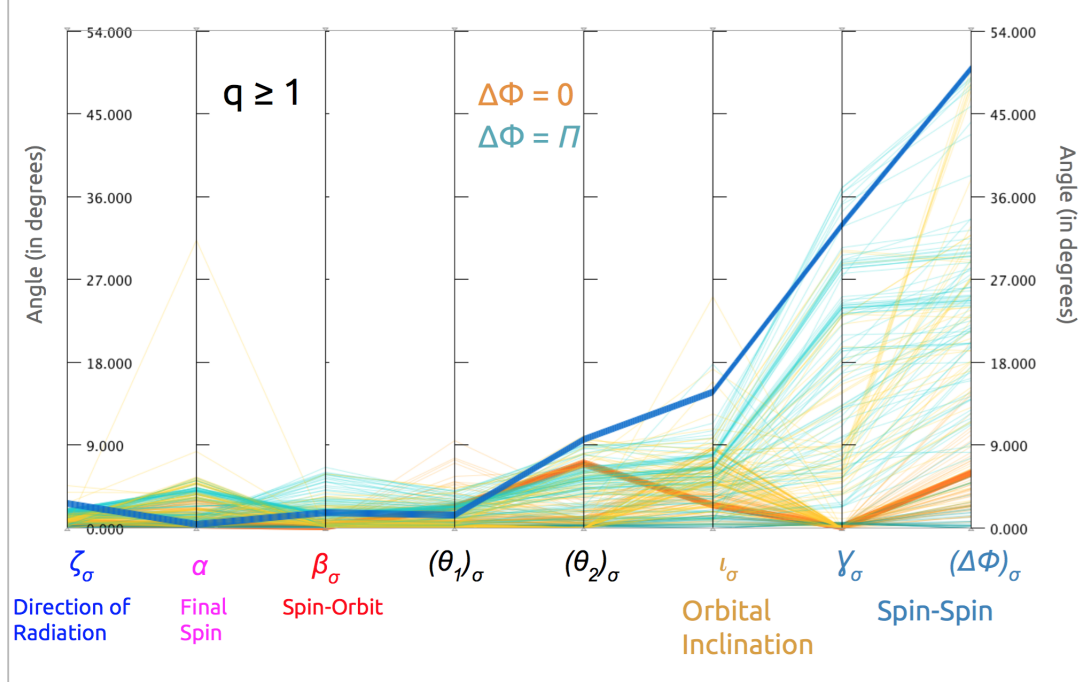 54.000 54.000
q ≥ 1 ΔΦ = 0
ΔΦ = Π
45.000 45.000
36.000 36.000
Angle (in degrees) Angle (in degrees)
27.000 27.000
18.000 18.000
9.000 9.000
0.000 0.000
ζσ α βσ (θ1)σ (θ2)σ ισ γσ (ΔΦ)σ
Direction of Radiation
Final Spin
Spin-Orbit
Orbital Inclination
Spin-Spin